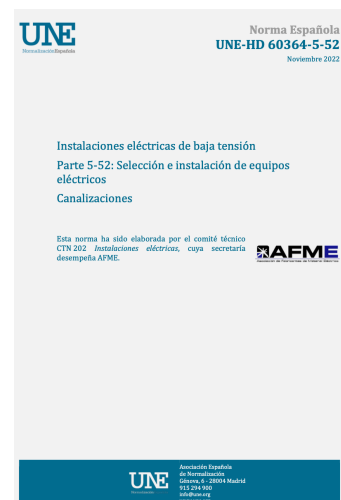 UNE
NormalizaciónEspañola
Norma Española
UNE-HD 60364-5-52
Noviembre 2022
Instalaciones eléctricas de baja tensión
Parte 5-52: Selección e instalación de equipos
eléctricos
Canalizaciones
Esta norma ha sido elaborada por el comité técnico
CTN 202 Instalaciones eléctricas, cuya secretaría
desempeña AFME.
AFME
UNE
Asociación Española
de Normalización
Génova, 6 - 28004 Madrid
915 294 900
info@une.org